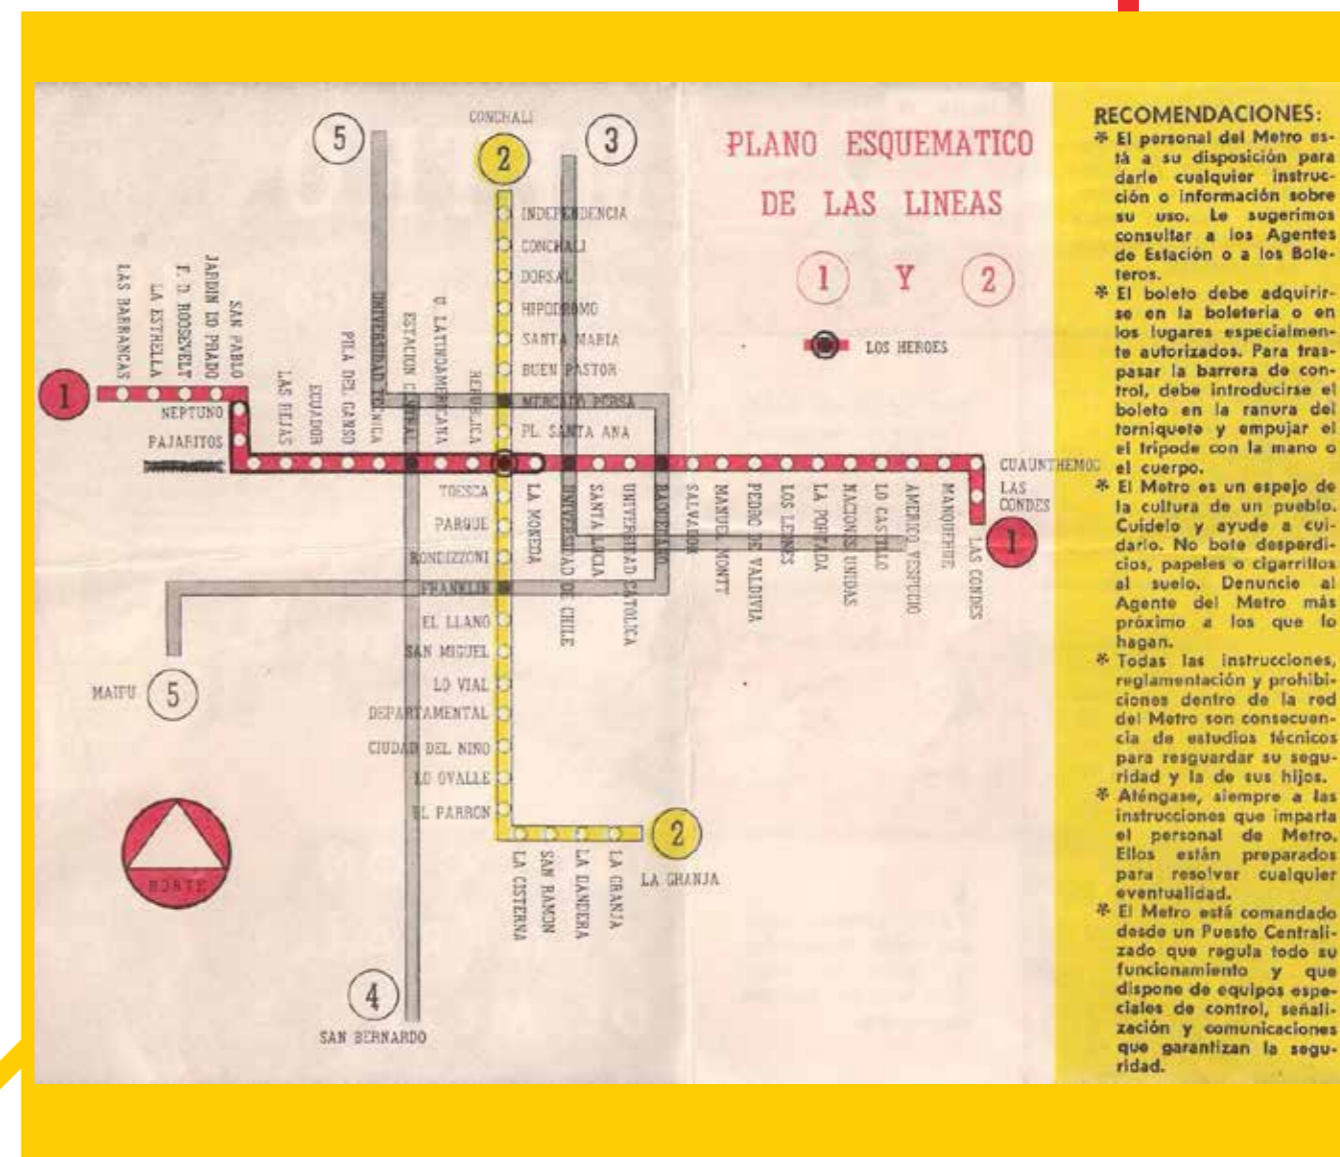 CONCHALI
5
2
3
PLANO ESQUEMATICO
DE LAS LINEAS
1 Y 2
LOS HEROES
INDEPENDENCIA
CONCHALI
DORSAL
HIPODROMO
SANTA MARIA
BUEN PASTOR
MERCADO PERSA
PL. SANTA ANA
1
LAS BARRANCAS
LA ESTRELLA
F. D. ROOSEVELT
JARDIN LO PRADO
SAN PABLO
NEPTUNO
PAJARITOS
LAS REJAS
ECUADOR
PILA DEL GANSO
UNIVERSIDAD TECNICA
ESTACION CENTRAL
U. LATINOAMERICANA
REPUBLICA
LA MONEDA
UNIVERSIDAD DE CHILE
SANTA LUCIA
UNIVERSITAD CATOLICA
BAQUEDANO
SALVADOR
MANUEL MONTT
PEDRO DE VALDIVIA
LOS LEONES
LA PORTADA
NACIONES UNIDAS
LO CASTILLO
AMERICO VESPUCIO
MANQUEHUE
LAS CONDES
CUAUNTHEMOC
LAS
CONDES
1
TOESCA
PARQUE
RONDIZZONI
FRANKLIN
EL LLANO
SAN MIGUEL
LO VIAL
DEPARTAMENTAL
CIUDAD DEL NINO
LO OVALLE
EL PARRON
LA CISTERNA
SAN RAMON
LA BANDERA
LA GRANJA
2
LA GRANJA
MAIPU
5
NORTE
4
SAN BERNARDO
RECOMENDACIONES:
* El personal del Metro es-
tá a su disposición para
darle cualquier instruc-
ción o información sobre
su uso. Le sugerimos
consultar a los Agentes
de Estación o a los Bole-
teros.
* El boleto debe adquirir-
se en la boletería o en
los lugares especialmen-
te autorizados. Para tras-
pasar la barrera de con-
trol, debe introducirse el
boleto en la ranura del
torniquete y empujar el
el trípode con la mano o
el cuerpo.
* El Metro es un espejo de
la cultura de un pueblo.
Cuídelo y ayude a cui-
darlo. No bote desperdi-
cios, papeles o cigarrillos
al suelo. Denuncie al
Agente del Metro más
próximo a los que lo
hagan.
* Todas las instrucciones,
reglamentación y prohibi-
ciones dentro de la red
del Metro son consecuen-
cia de estudios técnicos
para resguardar su segu-
ridad y la de sus hijos.
* Aténgase, siempre a las
instrucciones que imparta
el personal de Metro.
Ellos están preparados
para resolver cualquier
eventualidad.
* El Metro está comandado
desde un Puesto Centrali-
zado que regula todo su
funcionamiento y que
dispone de equipos espe-
ciales de control, señali-
zación y comunicaciones
que garantizan la segu-
ridad.